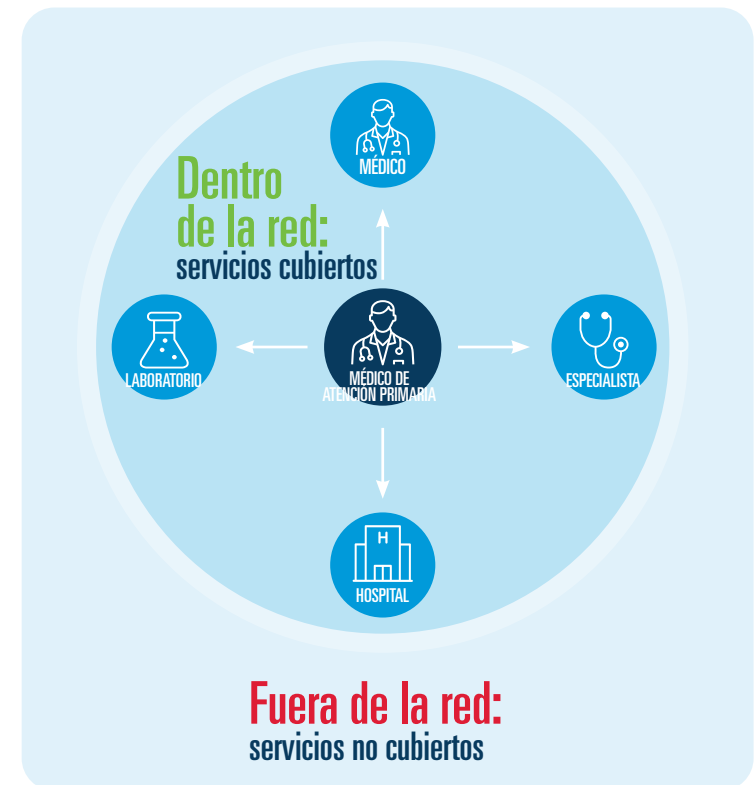 MÉDICO
Dentro
de la red:
servicios cubiertos
LABORATORIO
MÉDICO DE
ATENCIÓN PRIMARIA
ESPECIALISTA
H
HOSPITAL
Fuera de la red:
servicios no cubiertos